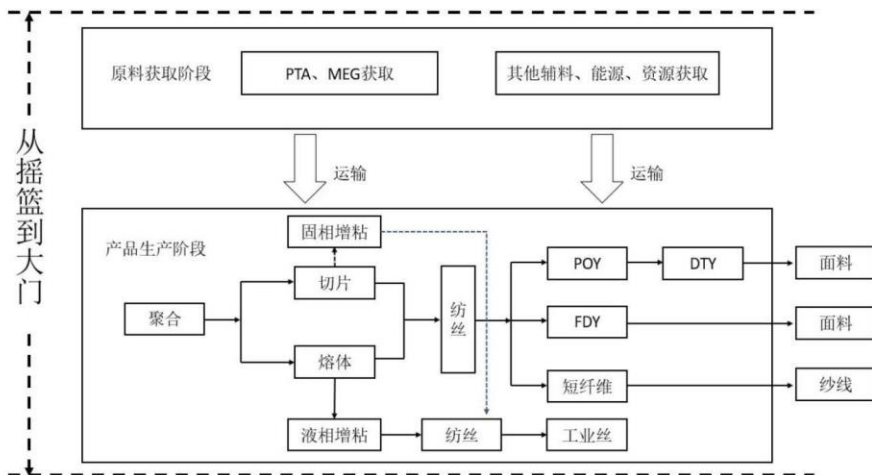 从摇篮到大门
原料获取阶段
PTA、MEG获取
其他辅料、能源、资源获取
运输
运输
产品生产阶段
固相增粘
切片
聚合
熔体
液相增粘
纺丝
纺丝
POY
DTY
面料
FDY
面料
短纤维
纱线
工业丝